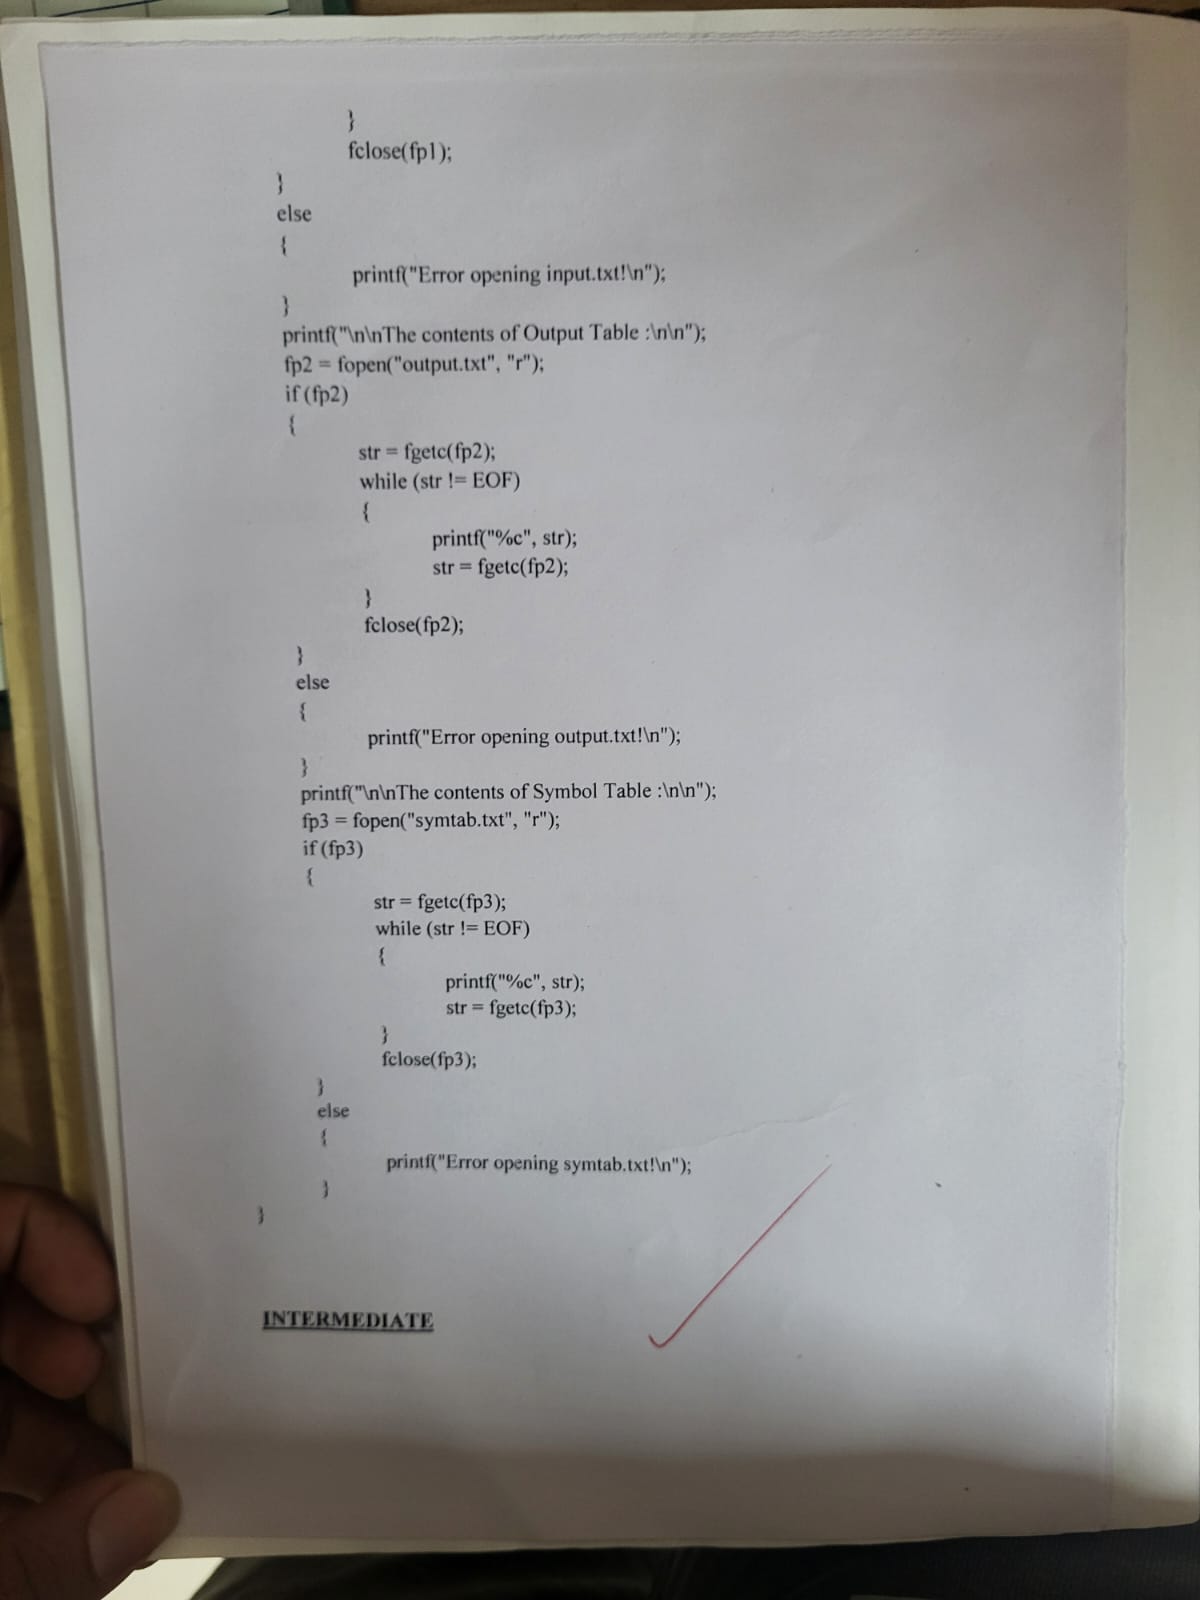 }
fclose(fp1);
}
else
{
printf("Error opening input.txt!\n");
}
printf("\n\nThe contents of Output Table :\n\n");
fp2 = fopen("output.txt", "r");
if (fp2)
{
str = fgetc(fp2);
while (str != EOF)
{
printf("%c", str);
str = fgetc(fp2);
}
fclose(fp2);
}
else
{
printf("Error opening output.txt!\n");
}
printf("\n\nThe contents of Symbol Table :\n\n");
fp3 = fopen("symtab.txt", "r");
if (fp3)
{
str = fgetc(fp3);
while (str != EOF)
{
printf("%c", str);
str = fgetc(fp3);
}
fclose(fp3);
}
else
{
printf("Error opening symtab.txt!\n");
}
}
INTERMEDIATE